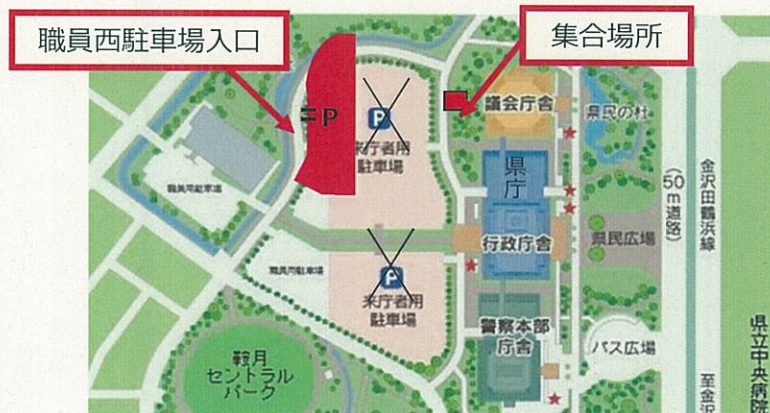 職員西駐車場入口
集合場所
P
P
来庁者用
駐車場
議会庁舎
県民の杜
県庁
職員用駐車場
行政庁舎
県民広場
(50m道路)
金沢田鶴浜線
職員用駐車場
P
来庁者用
駐車場
警察本部
庁舎
バス広場
鞍月
セントラル
パーク
県立中央病院
至金沢